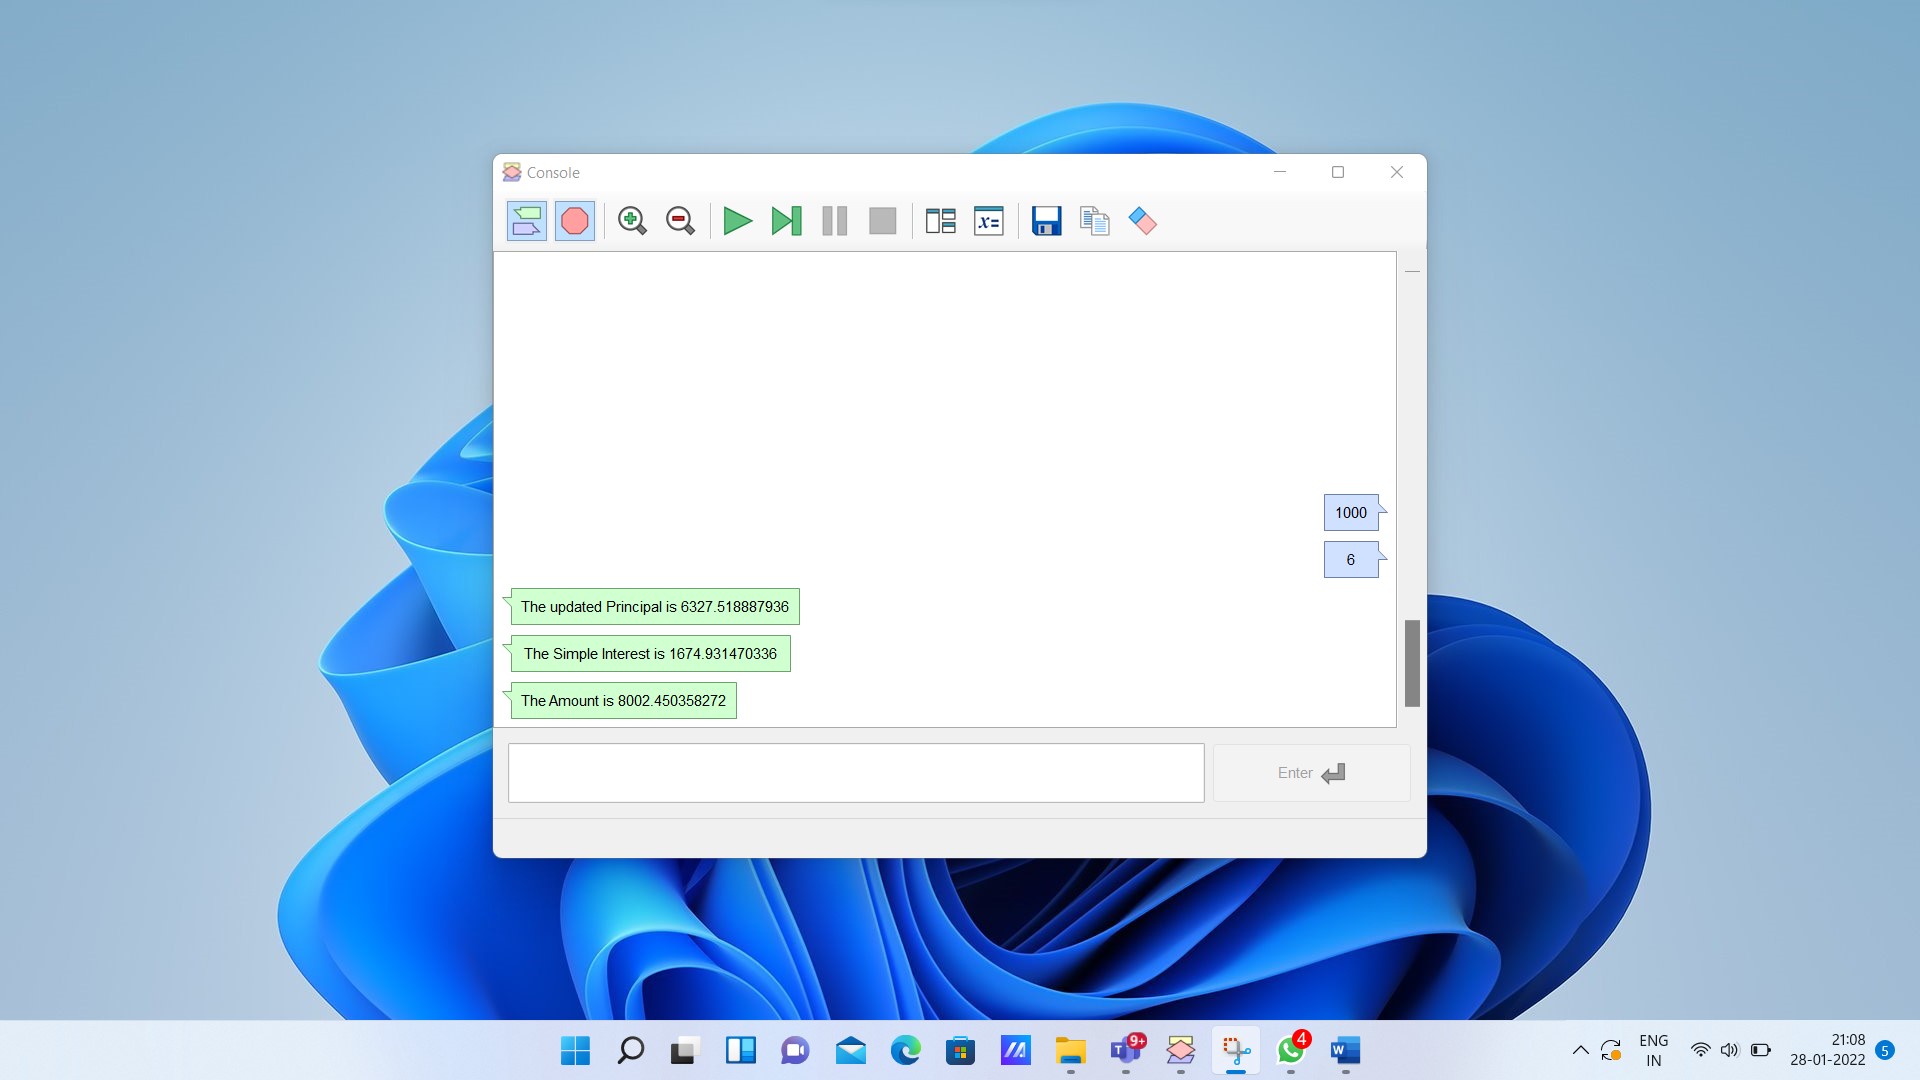 Console
x=
1000
6
The updated Principal is 6327.518887936
The Simple Interest is 1674.931470336
The Amount is 8002.450358272
Enter
T
9+
4
W
ENG
IN
21:08
28-01-2022
5